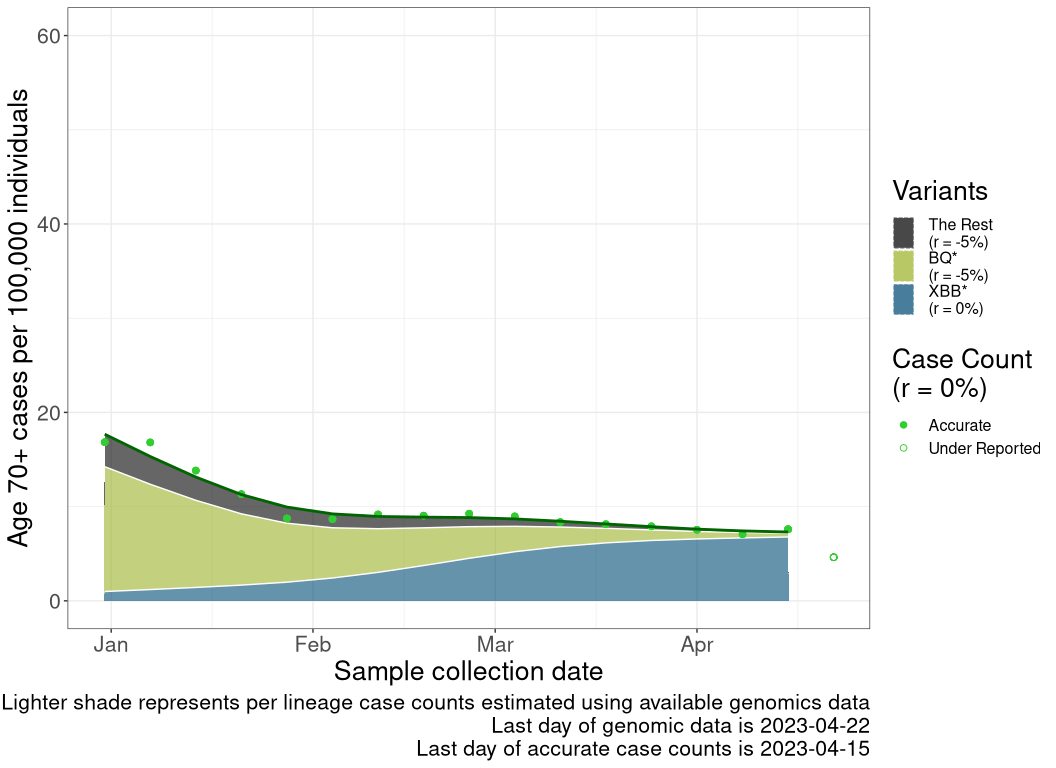 Age 70+ cases per 100,000 individuals
60
40
20
0
Jan
Feb
Mar
Apr
Sample collection date
Lighter shade represents per lineage case counts estimated using available genomics data
Last day of genomic data is 2023-04-22
Last day of accurate case counts is 2023-04-15
Variants
The Rest
(r = -5%)
BQ*
(r = -5%)
XBB*
(r = 0%)
Case Count
(r = 0%)
Accurate
Under Reported